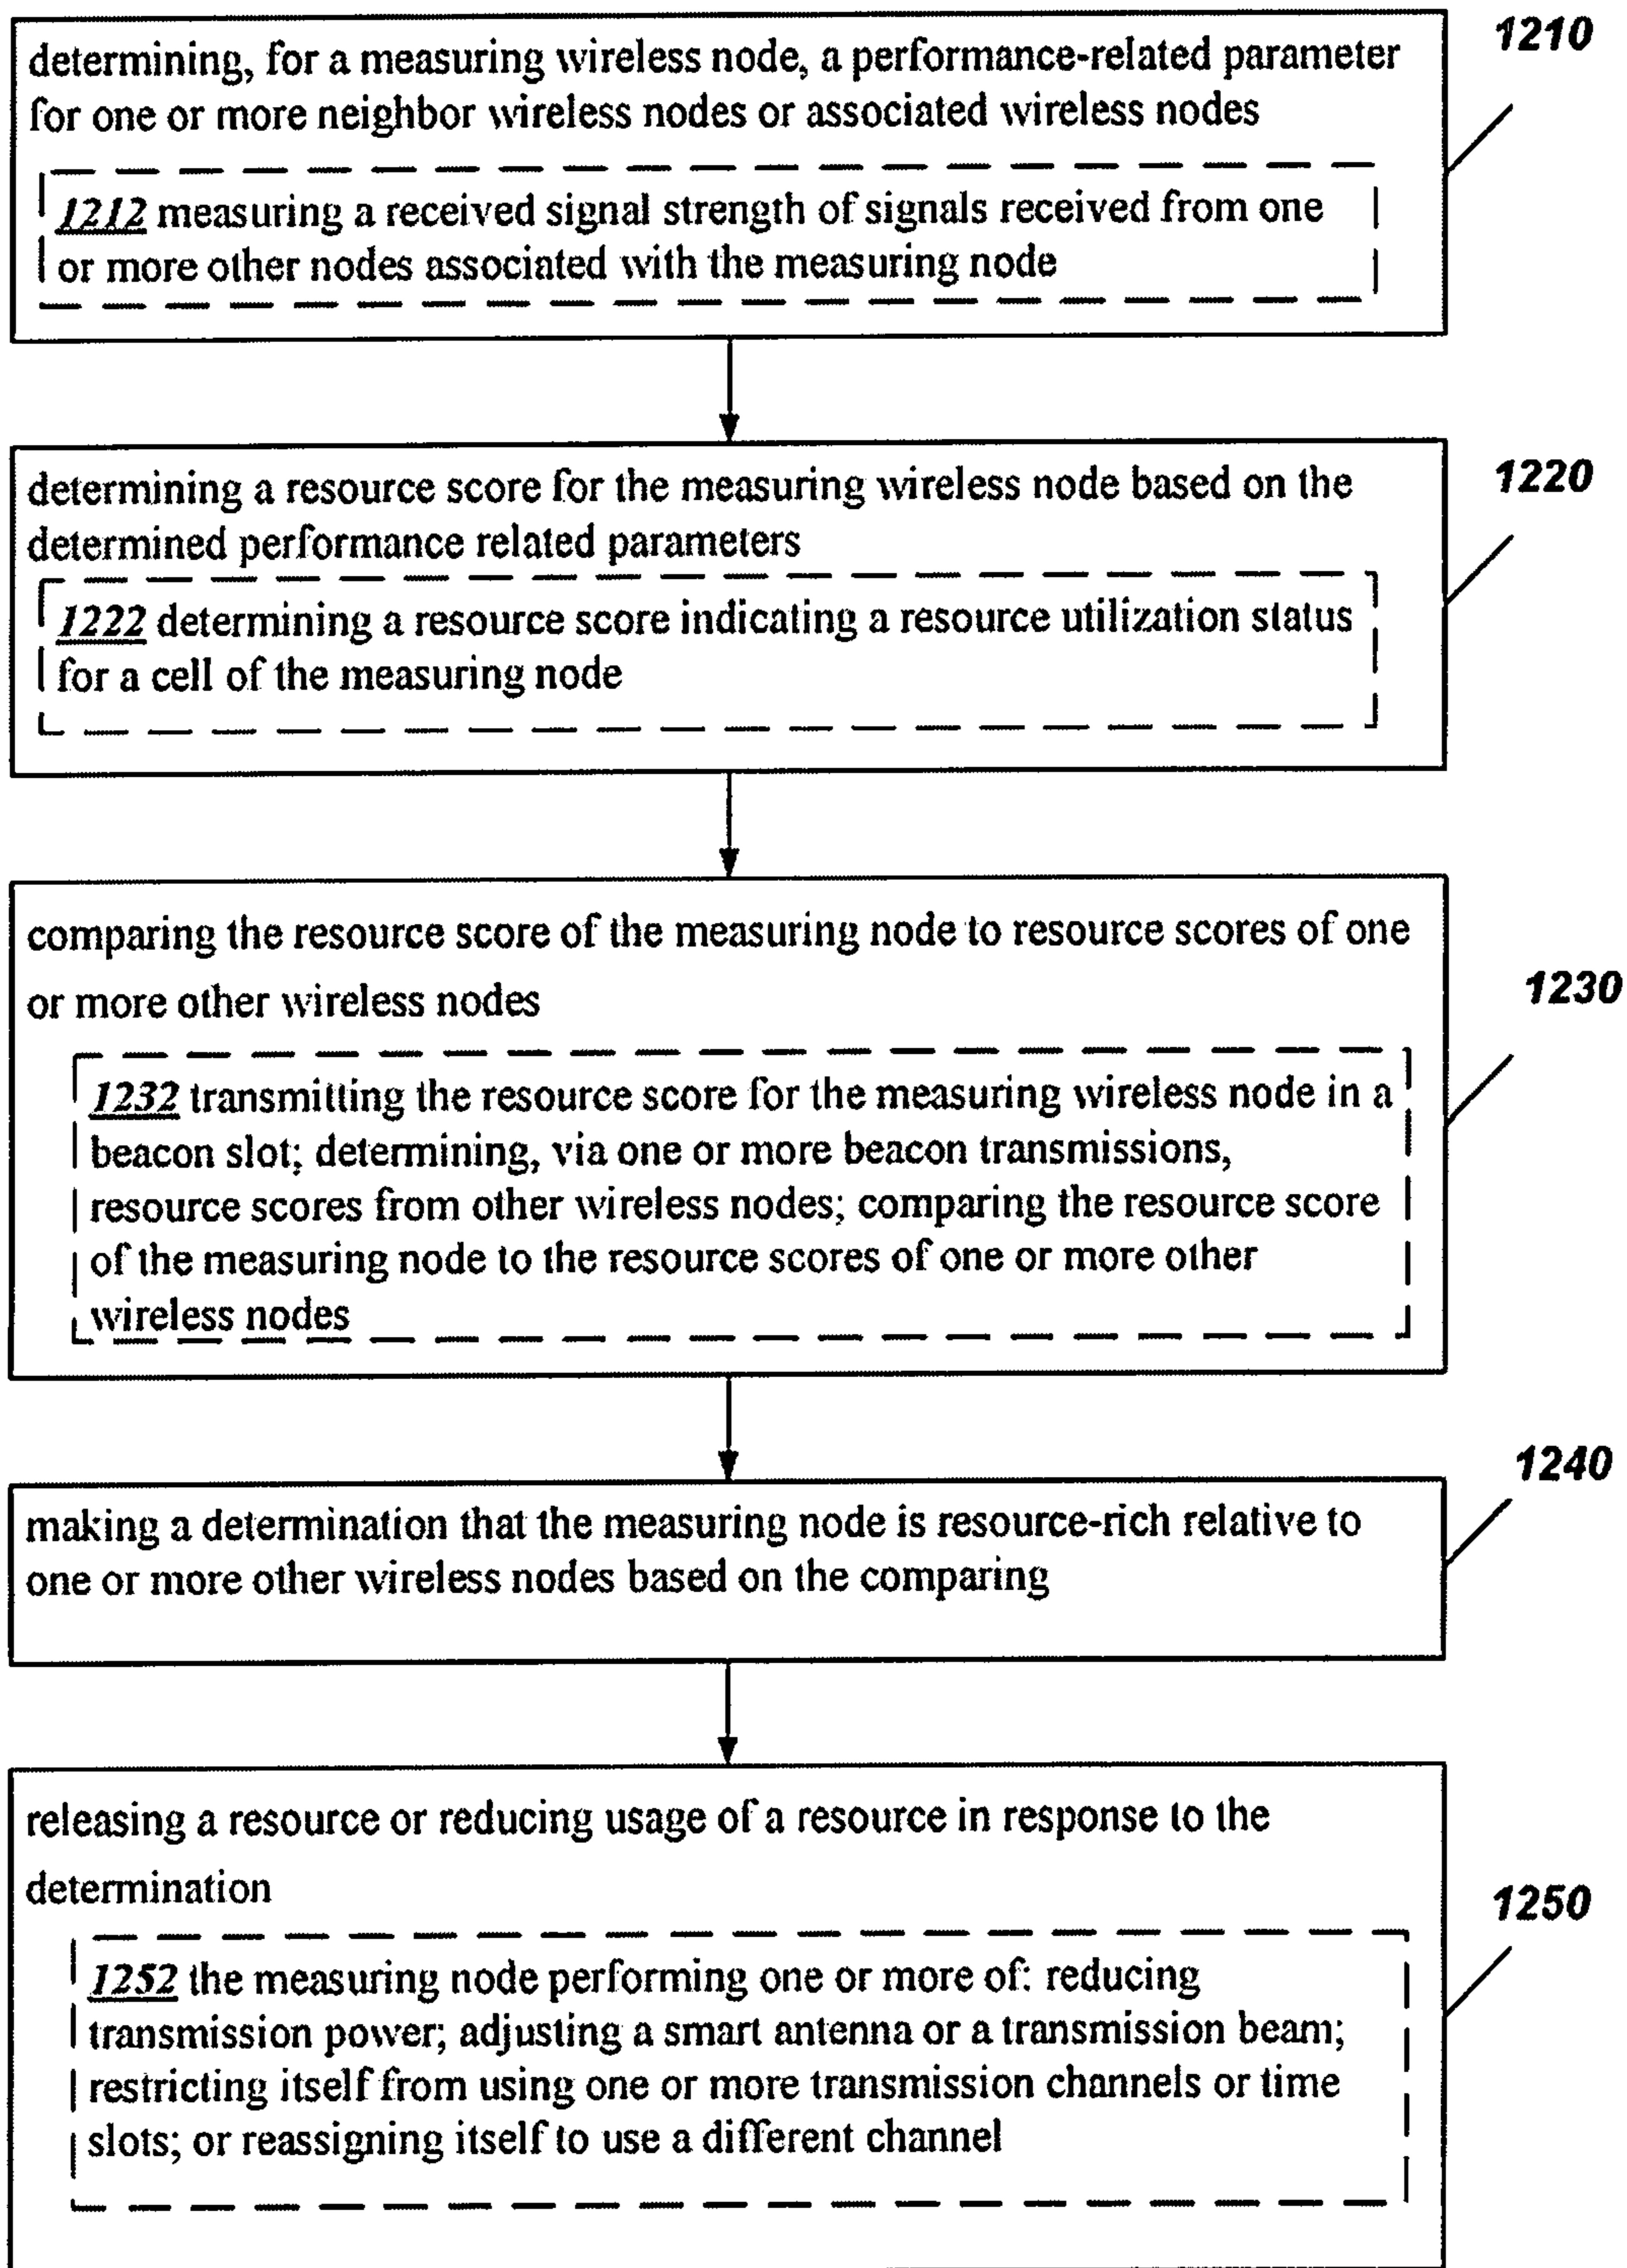 1210
determining, for a measuring wireless node, a performance-related parameter
for one or more neighbor wireless nodes or associated wireless nodes
1212 measuring a received signal strength of signals received from one
or more other nodes associated with the measuring node
1220
determining a resource score for the measuring wireless node based on the
determined performance related parameters
1222 determining a resource score indicating a resource utilization status
for a cell of the measuring node
1230
comparing the resource score of the measuring node to resource scores of one
or more other wireless nodes
1232 transmitting the resource score for the measuring wireless node in a
beacon slot; determining, via one or more beacon transmissions,
resource scores from other wireless nodes; comparing the resource score
of the measuring node to the resource scores of one or more other
wireless nodes
1240
making a determination that the measuring node is resource-rich relative to
one or more other wireless nodes based on the comparing
1250
releasing a resource or reducing usage of a resource in response to the
determination
1252 the measuring node performing one or more of: reducing
transmission power; adjusting a smart antenna or a transmission beam;
restricting itself from using one or more transmission channels or time
slots; or reassigning itself to use a different channel